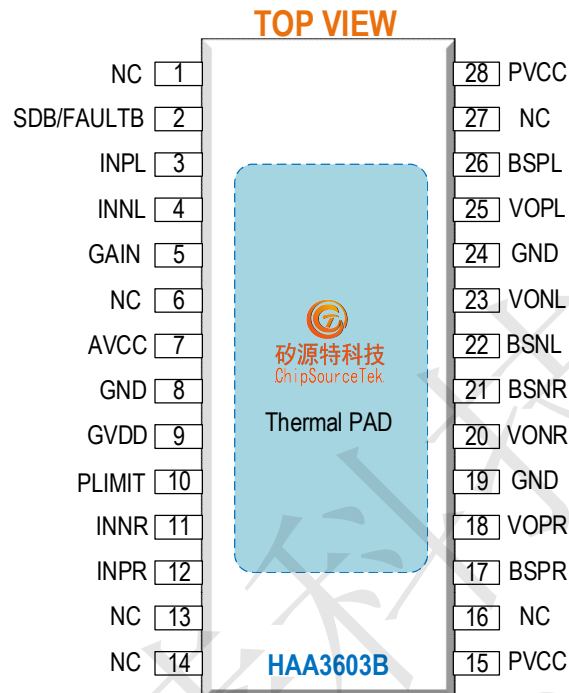 TOP VIEW
NC 1 28 PVCC
SDB/FAULTB 2 27 NC
INPL 3 26 BSPL
INNL 4 25 VOPL
GAIN 5 24 GND
NC 6 23 VONL
AVCC 7 22 BSNL
GND 8 21 BSNR
GVDD 9 20 VONR
PLIMIT 10 19 GND
INNR 11 18 VOPR
INPR 12 17 BSPR
NC 13 16 NC
NC 14 15 PVCC
矽源特科技
ChipSourceTek
Thermal PAD
HAA3603B